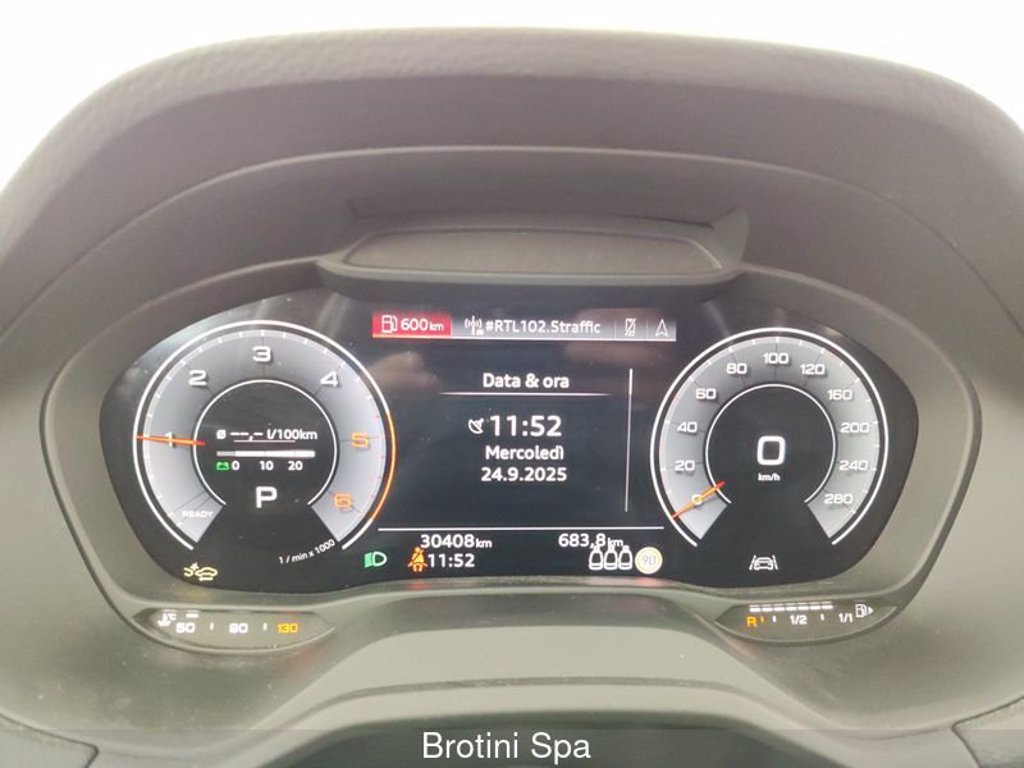 600 km #RTL102.5traffic
Data & ora
11:52
Mercoledì
24.9.2025
1 2 3 4 5 6
ø --,- l/100km
0 10 20
P
READY
1 / min x 1000
0 20 40 60 80 100 120 160 200 240 280
0
km/h
30408 km 683,8 km
11:52
90
°C
50 90 130
R 1/2 1/1
Brotini Spa